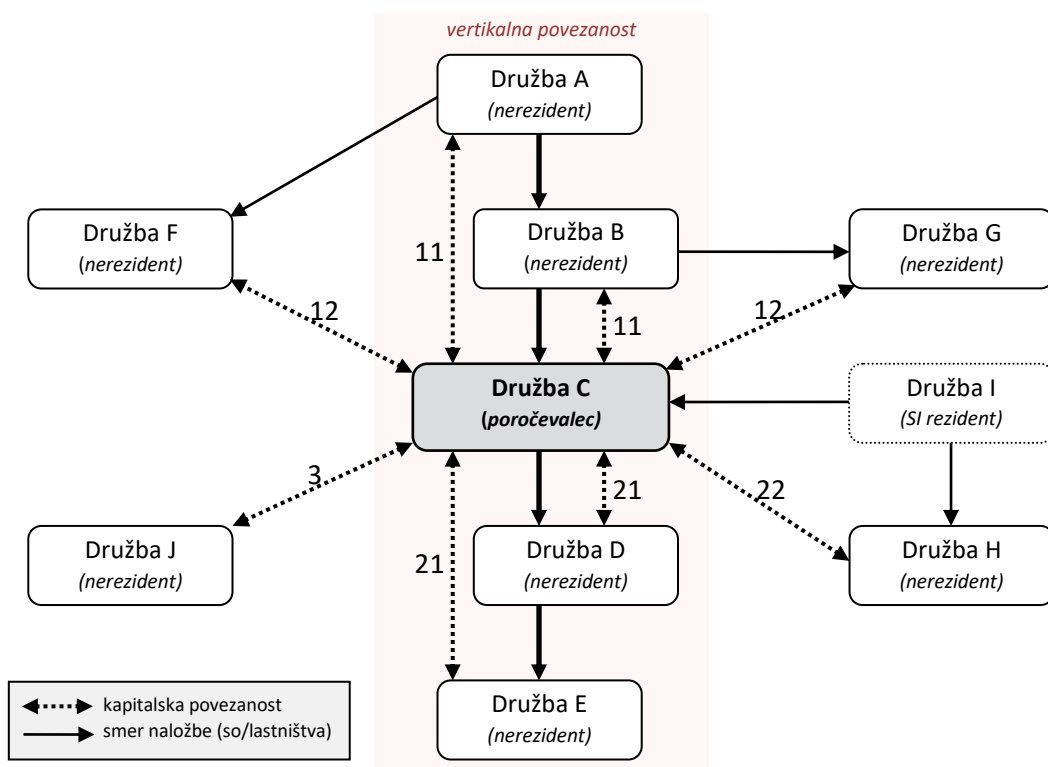 vertikalna povezanost
Družba A
(nerezident)
Družba F
(nerezident)
11
Družba B
(nerezident)
Družba G
(nerezident)
12
11
12
Družba C
(poročevalec)
Družba I
(SI rezident)
3
21
22
Družba J
(nerezident)
21
Družba D
(nerezident)
Družba H
(nerezident)
Družba E
(nerezident)
kapitalska povezanost
smer naložbe (so/lastništva)